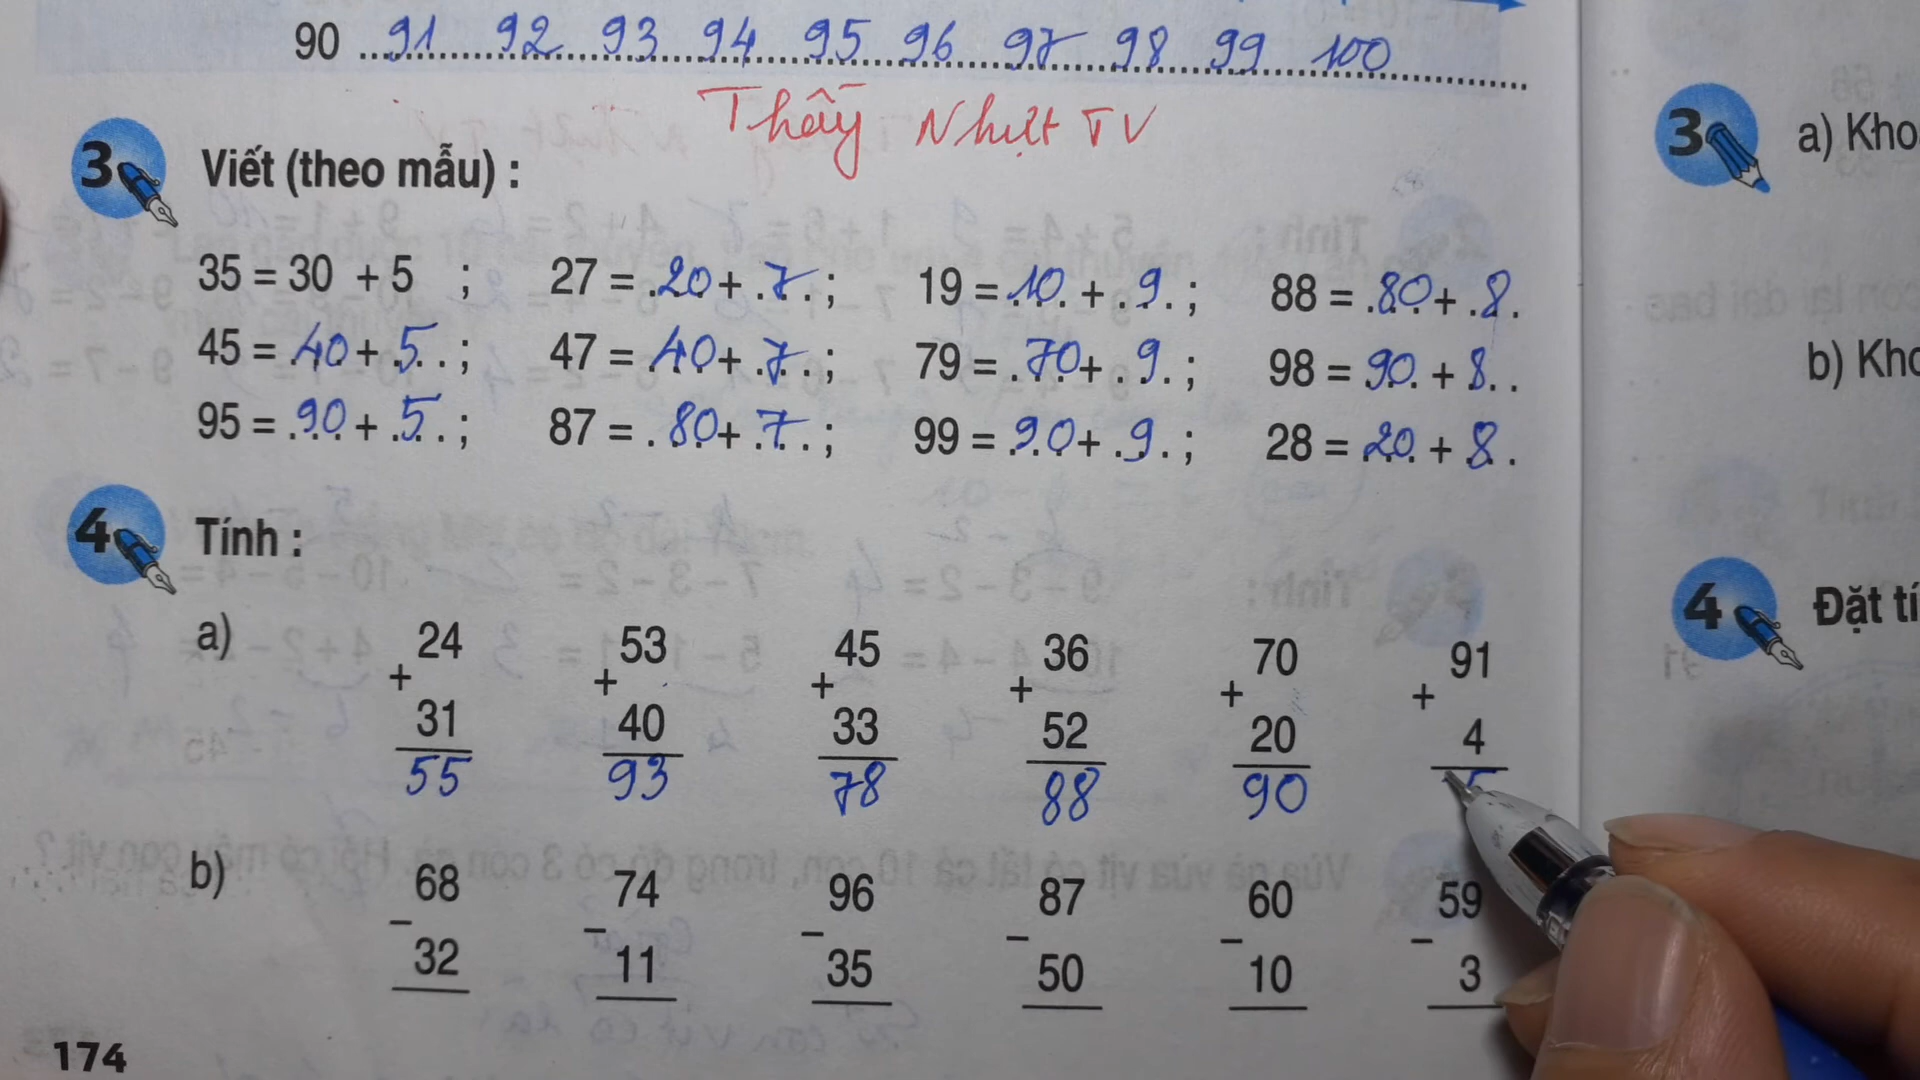 90 91 92 93 94 95 96 97 98 99 100
Thầy Nhựt TV
3 Viết (theo mẫu) :
35 = 30 + 5 ; 27 = 20 + 7 ; 19 = 10 + 9 ; 88 = 80 + 8 .
45 = 40 + 5 ; 47 = 40 + 7 ; 79 = 70 + 9 ; 98 = 90 + 8 .
95 = 90 + 5 ; 87 = 80 + 7 ; 99 = 90 + 9 ; 28 = 20 + 8 .
4 Tính :
a) 24 53 45 36 70 91
+ + + + + +
31 40 33 52 20 4
55 93 78 88 90 5
b) 68 74 96 87 60 59
- - - - - -
32 11 35 50 10 3
174
3 a) Kho
b) Kho
4 Đặt tí